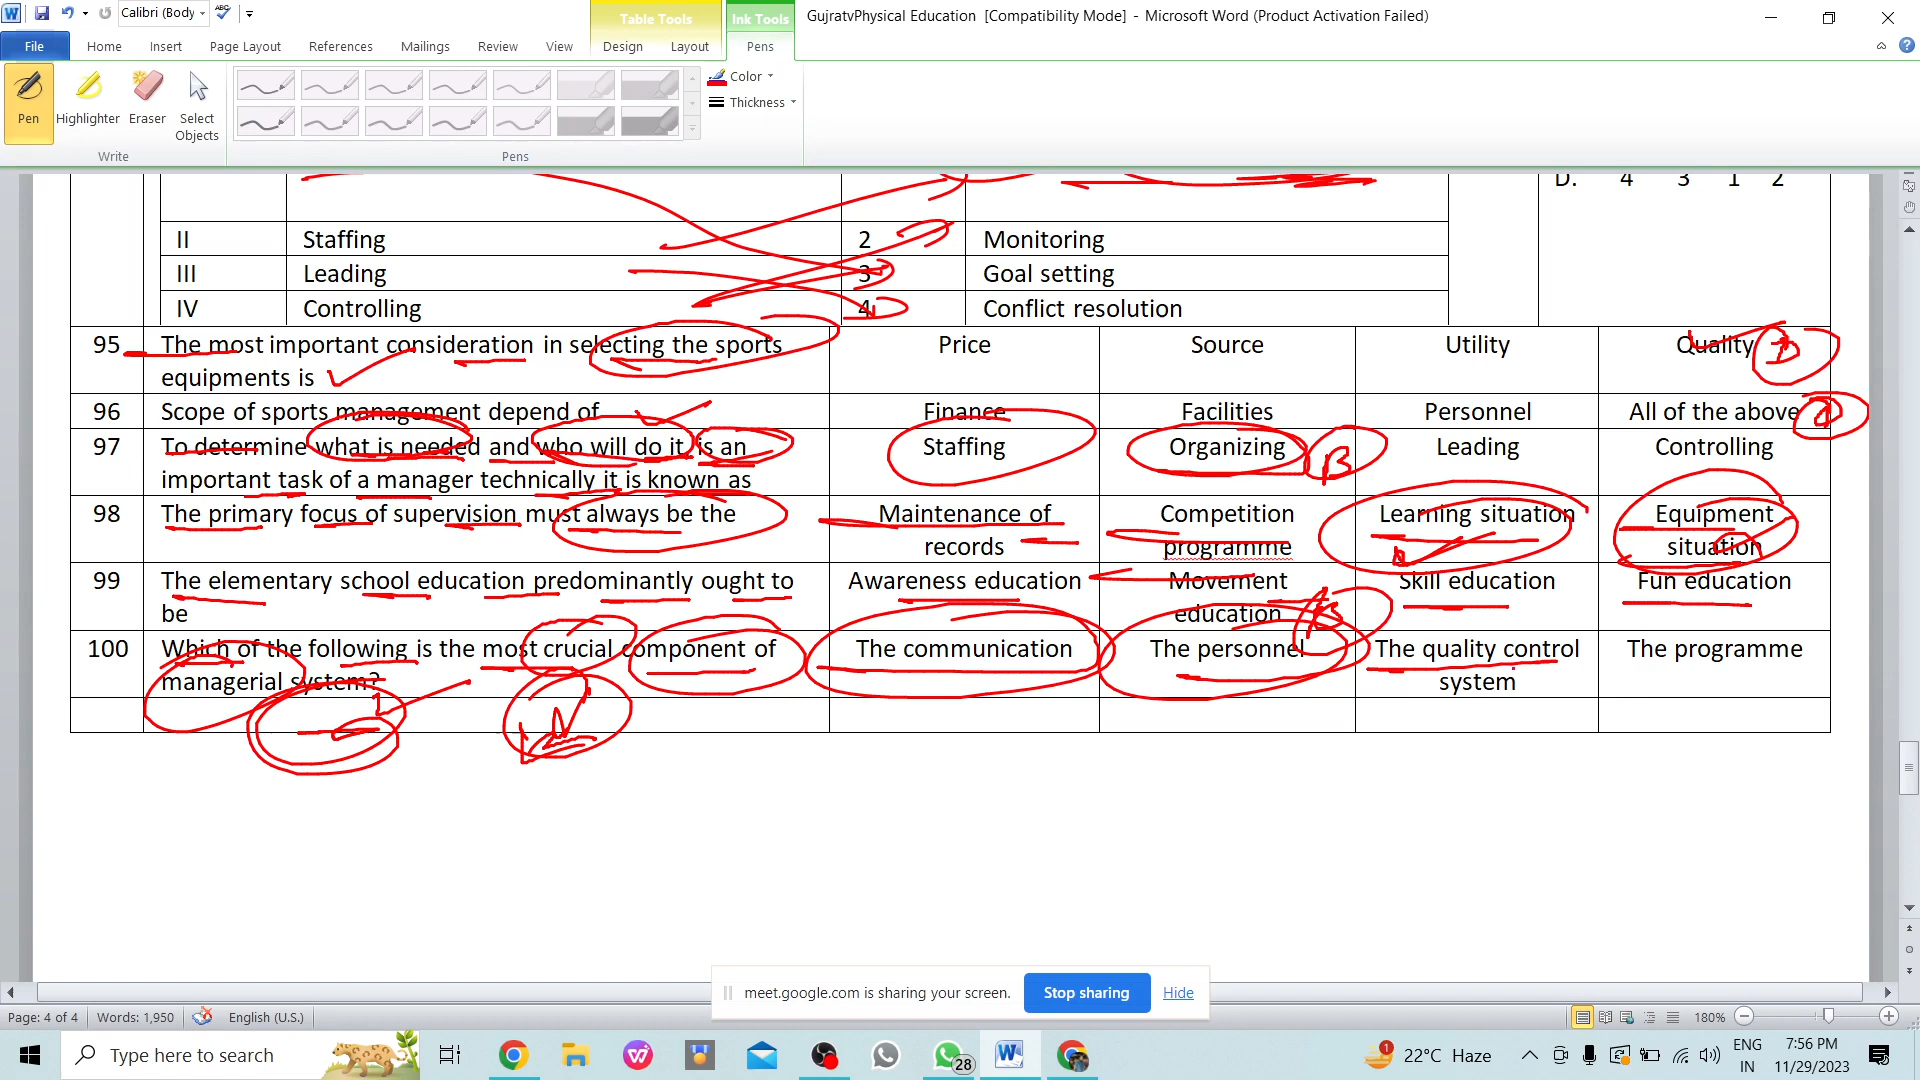 Calibri (Body
GujratvPhysical Education [Compatibility Mode] - Microsoft Word (Product Activation Failed)
Table Tools
Ink Tools
File
Home
Insert
Page Layout
References
Mailings
Review
View
Design
Layout
Pens
Pen
Highlighter
Eraser
Select
Objects
Color
Thickness
Write
Pens
D. 4 3 1 2
II Staffing 2 Monitoring
III Leading 3 Goal setting
IV Controlling 4 Conflict resolution
95 The most important consideration in selecting the sports Price Source Utility Quality D
equipments is
96 Scope of sports management depend of Finance Facilities Personnel All of the above
97 To determine what is needed and who will do it, is an Staffing Organizing B Leading Controlling
important task of a manager technically it is known as
98 The primary focus of supervision must always be the Maintenance of Competition Learning situation Equipment
records programme situation
99 The elementary school education predominantly ought to Awareness education Movement Skill education Fun education
be education
100 Which of the following is the most crucial component of The communication The personnel The quality control The programme
managerial system? system
meet.google.com is sharing your screen. Stop sharing Hide
Page: 4 of 4 Words: 1,950 English (U.S.) 180%
Type here to search
28
1
22°C Haze
ENG
IN
7:56 PM
11/29/2023